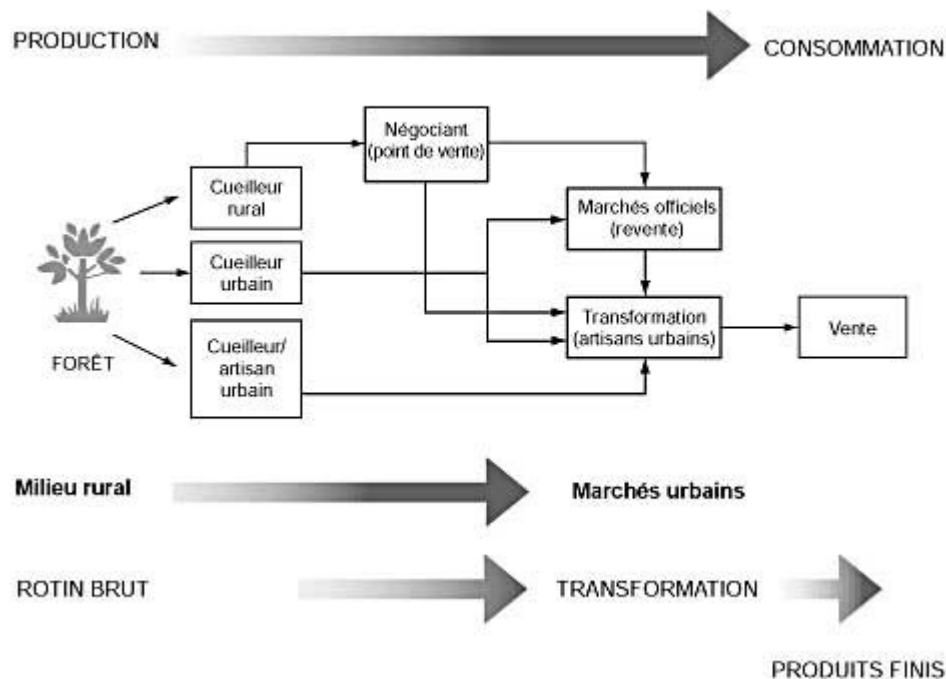 PRODUCTION
CONSOMMATION
Négociant
(point de vente)
Cueilleur
rural
Marchés officiels
(revente)
Cueilleur
urbain
Transformation
(artisans urbains)
Vente
FORÊT
Cueilleur/
artisan
urbain
Milieu rural
Marchés urbains
ROTIN BRUT
TRANSFORMATION
PRODUITS FINIS